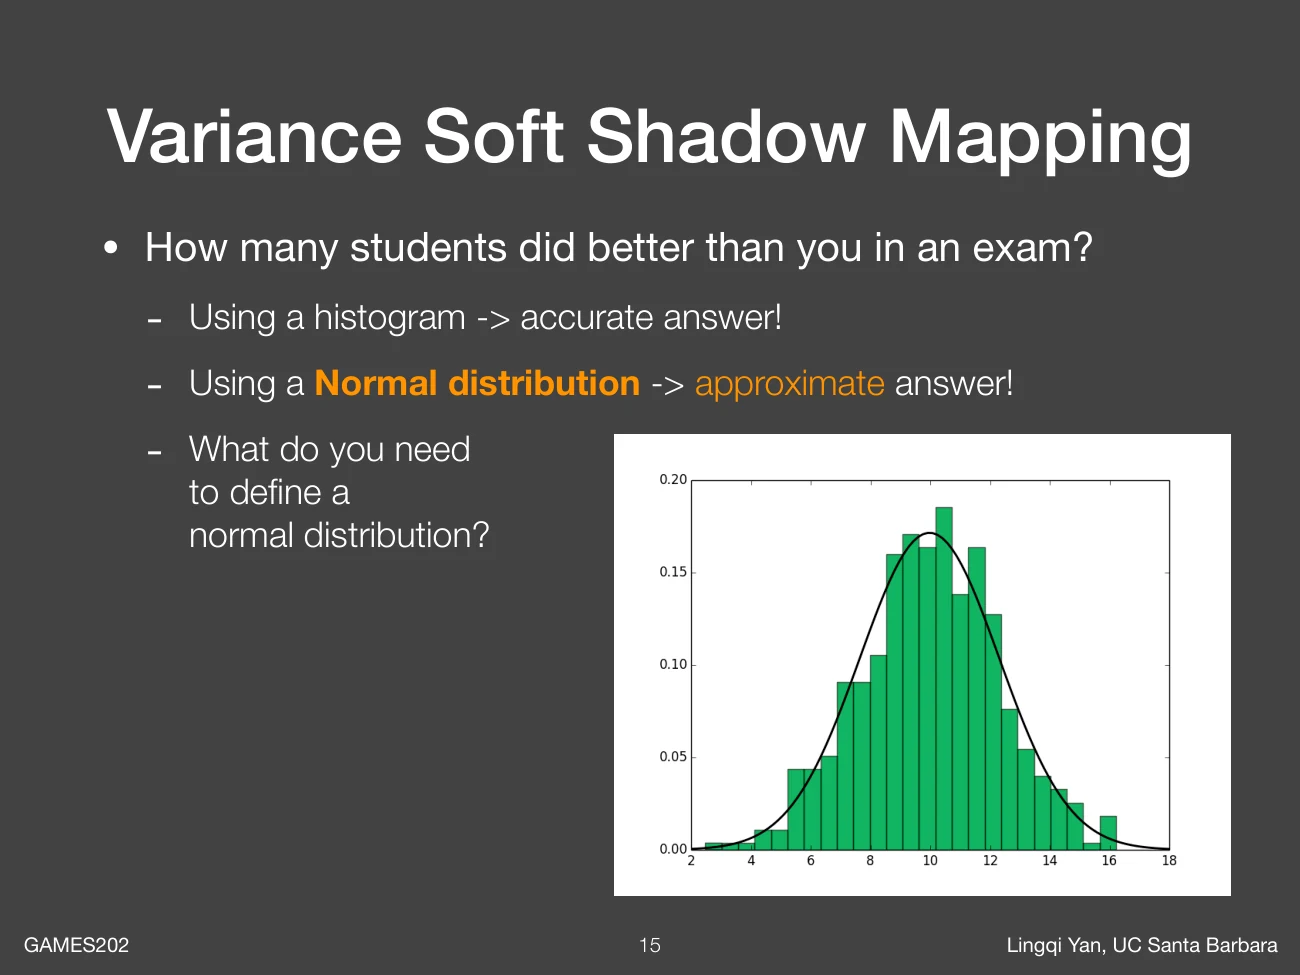 Variance Soft Shadow Mapping
• How many students did better than you in an exam?
- Using a histogram -> accurate answer!
- Using a Normal distribution -> approximate answer!
- What do you need
to define a
normal distribution?
0.20
0.15
0.10
0.05
0.00
2 4 6 8 10 12 14 16 18
GAMES202
15
Lingqi Yan, UC Santa Barbara